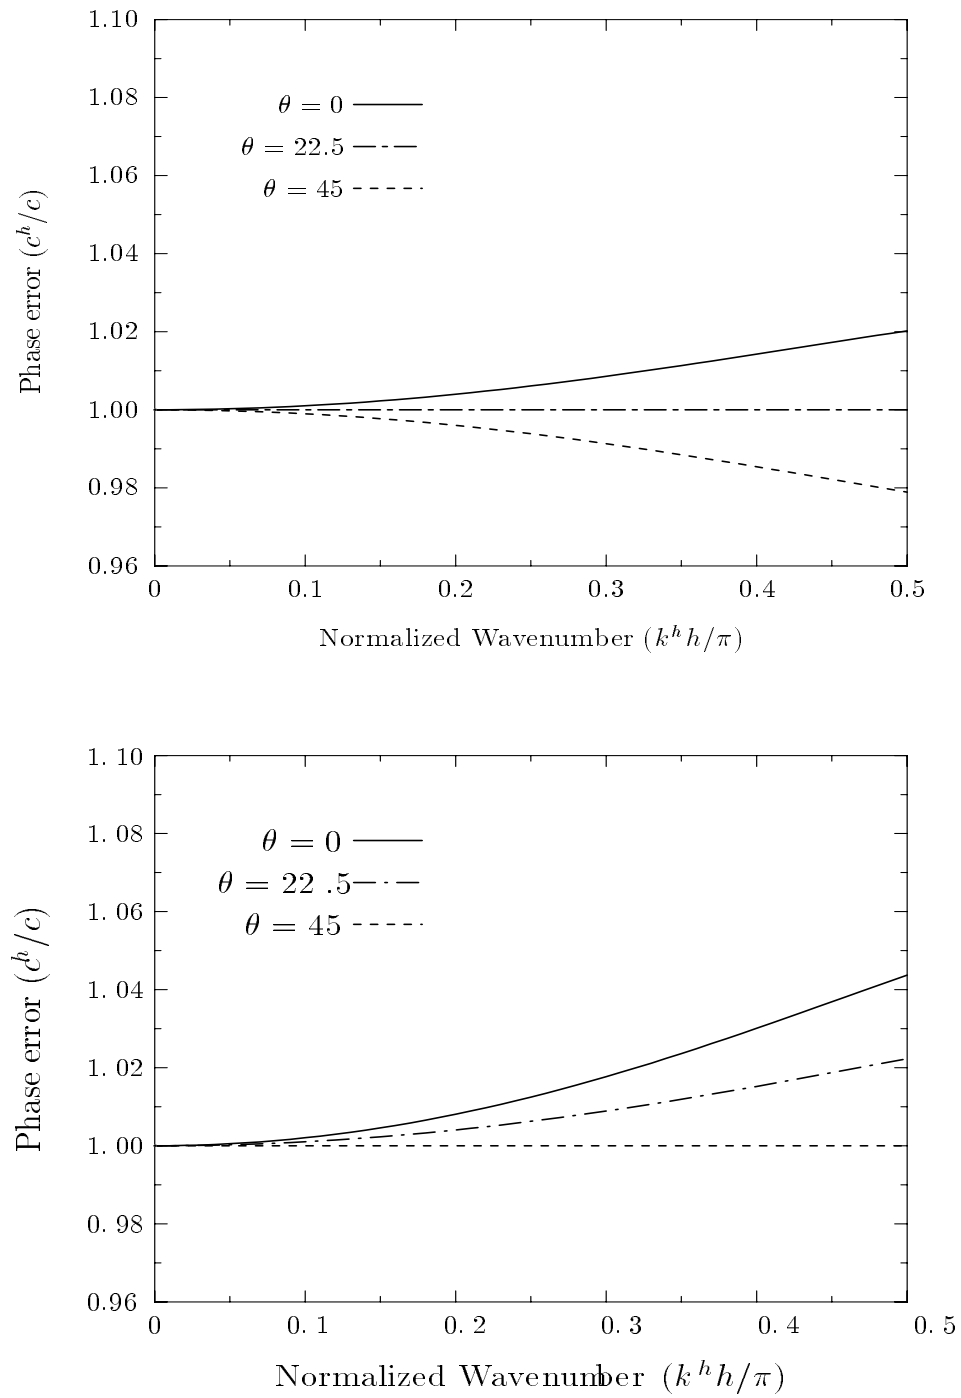 1.10
1.08
1.06
1.04
1.02
1.00
0.98
0.96
θ = 0
θ = 22.5
θ = 45
Phase error (c^h/c)
0 0.1 0.2 0.3 0.4 0.5
Normalized Wavenumber (k^h h/π)
1. 10
1. 08
1. 06
1. 04
1. 02
1. 00
0. 98
0. 96
θ = 0
θ = 22 .5
θ = 45
Phase error (c^h/c)
0 0. 1 0. 2 0. 3 0. 4 0. 5
Normalized Wavenumber (k^h h/π)